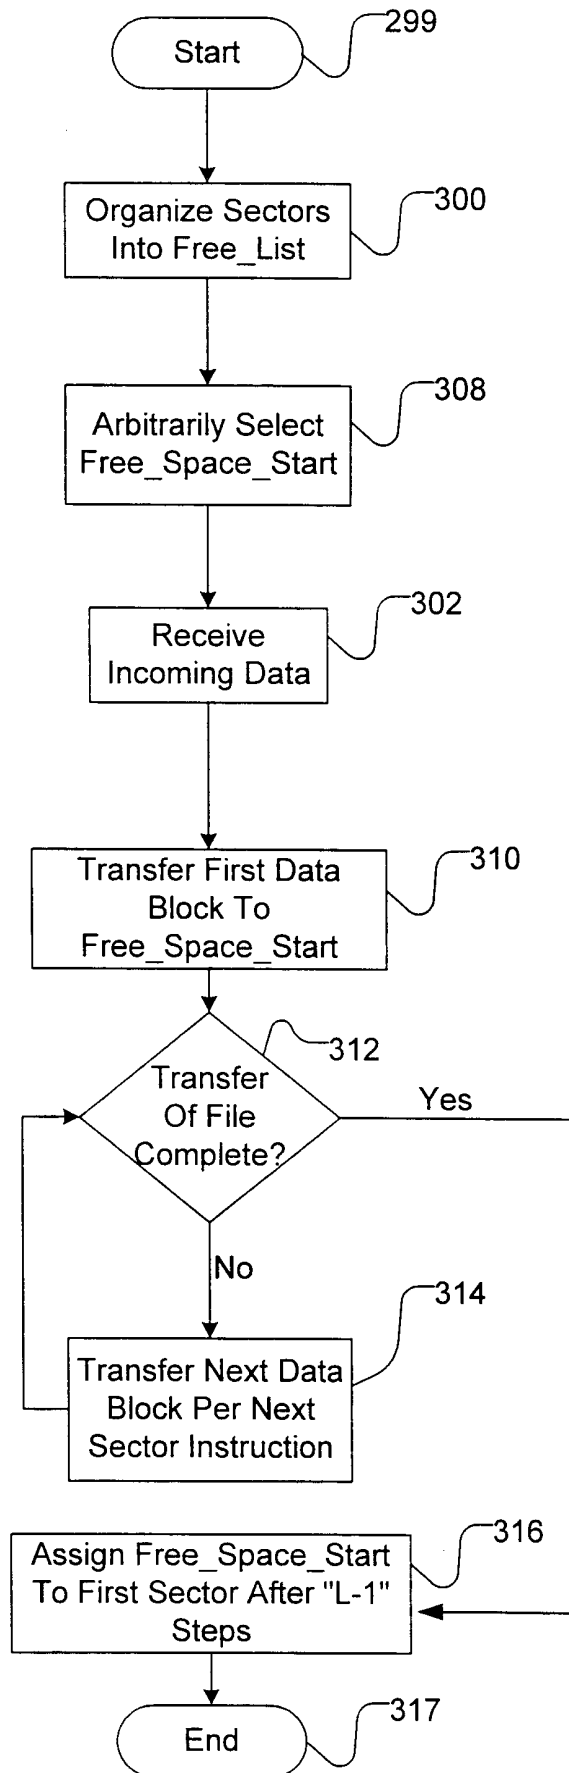 Start
299
Organize Sectors
Into Free_List
300
Arbitrarily Select
Free_Space_Start
308
Receive
Incoming Data
302
Transfer First Data
Block To
Free_Space_Start
310
Transfer
Of File
Complete?
312
Yes
No
Transfer Next Data
Block Per Next
Sector Instruction
314
Assign Free_Space_Start
To First Sector After "L-1"
Steps
316
End
317